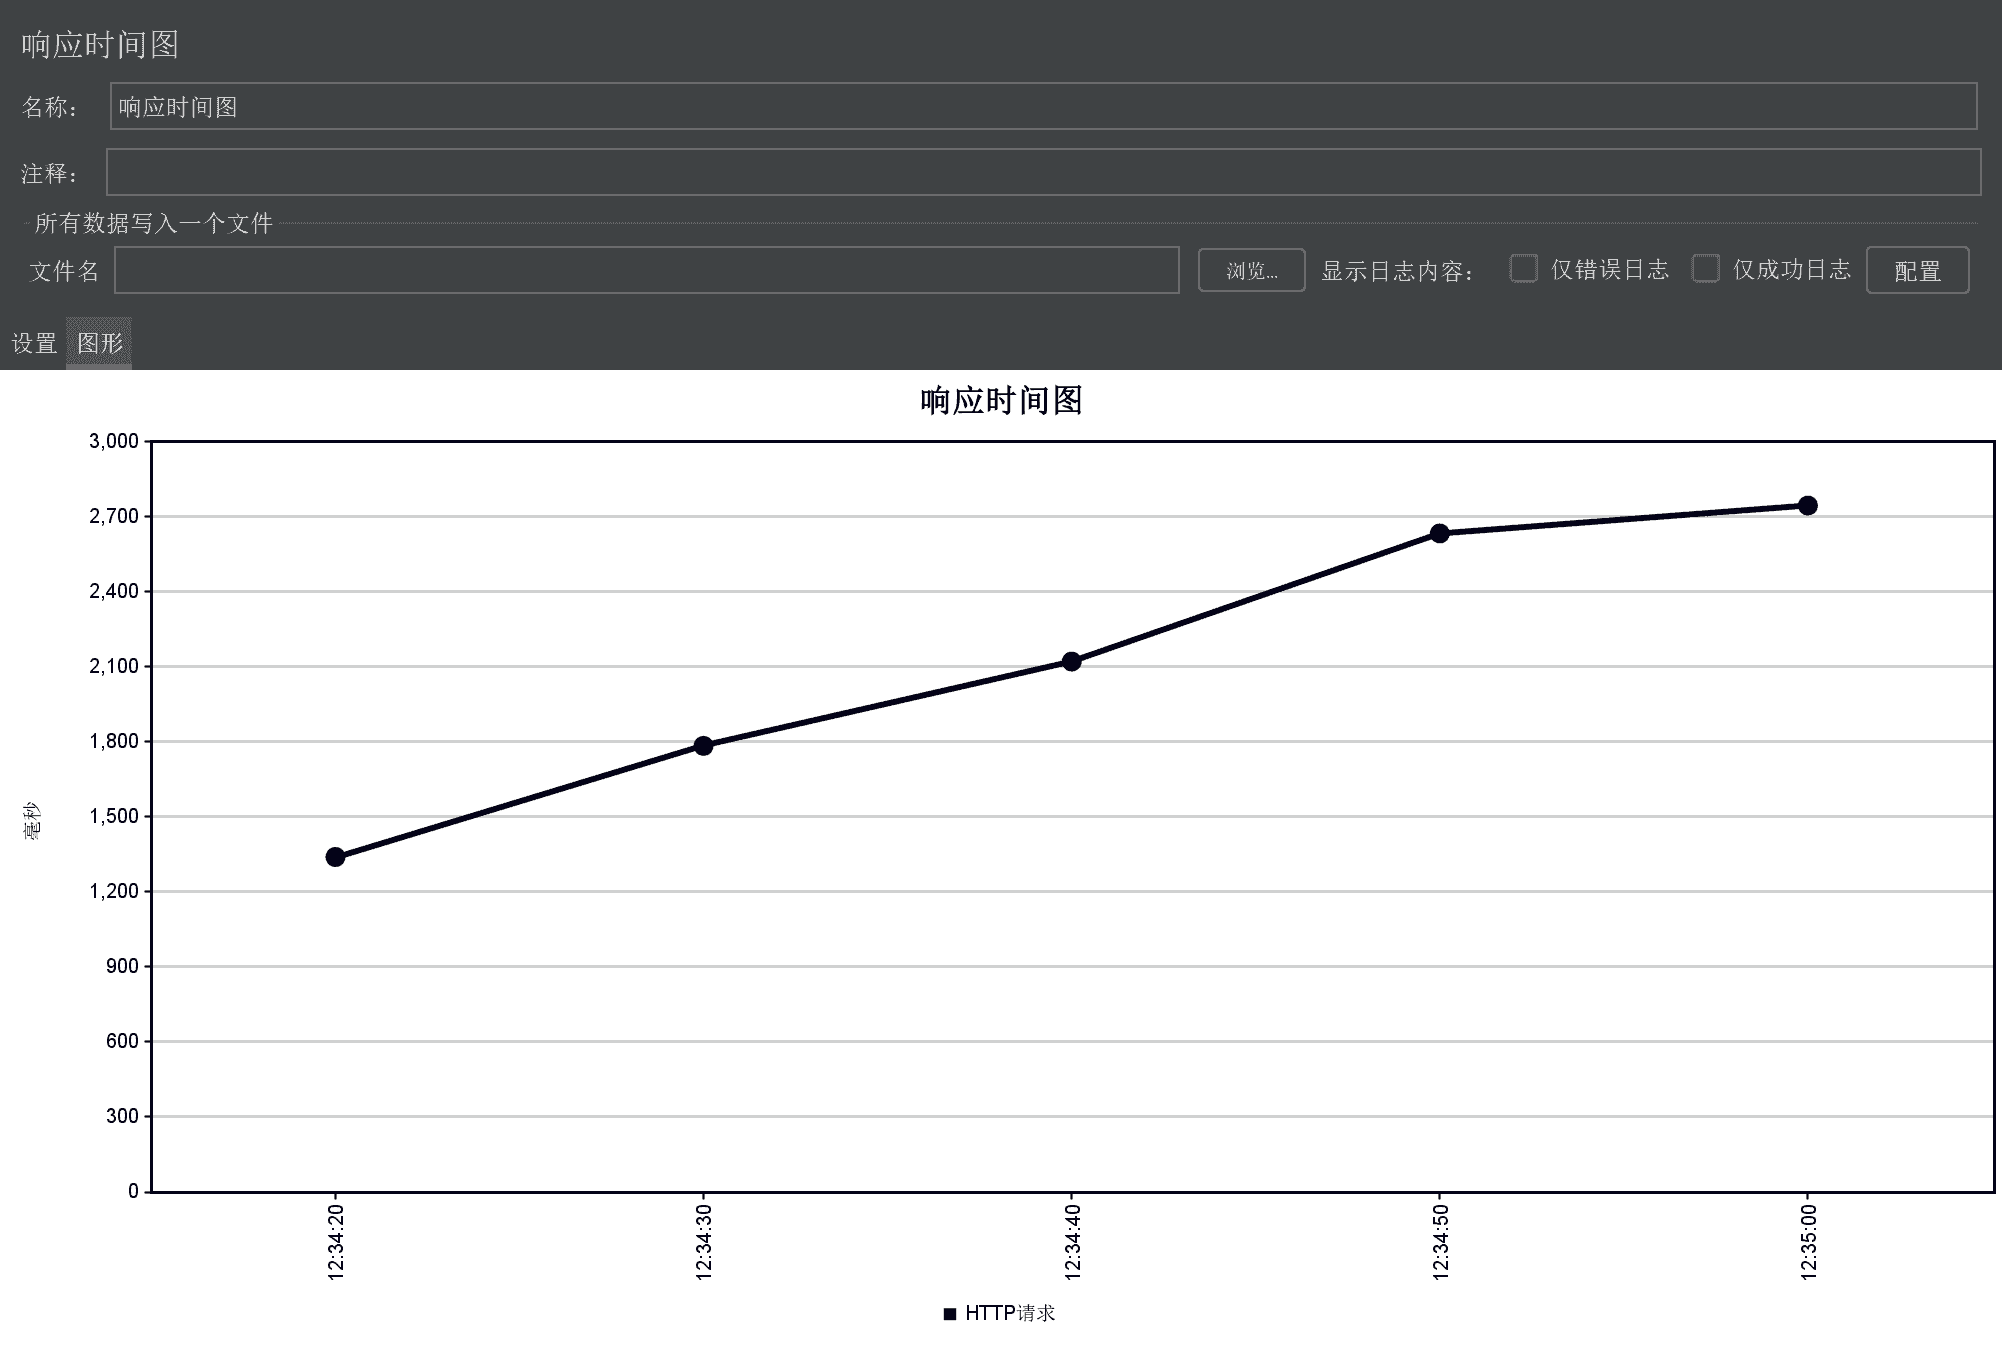 响应时间图
名称： 响应时间图
注释：
所有数据写入一个文件
文件名 浏览... 显示日志内容： 仅错误日志 仅成功日志 配置
设置 图形
响应时间图
3,000
2,700
2,400
2,100
1,800
1,500
1,200
900
600
300
0
毫秒
12:34:20 12:34:30 12:34:40 12:34:50 12:35:00
HTTP请求